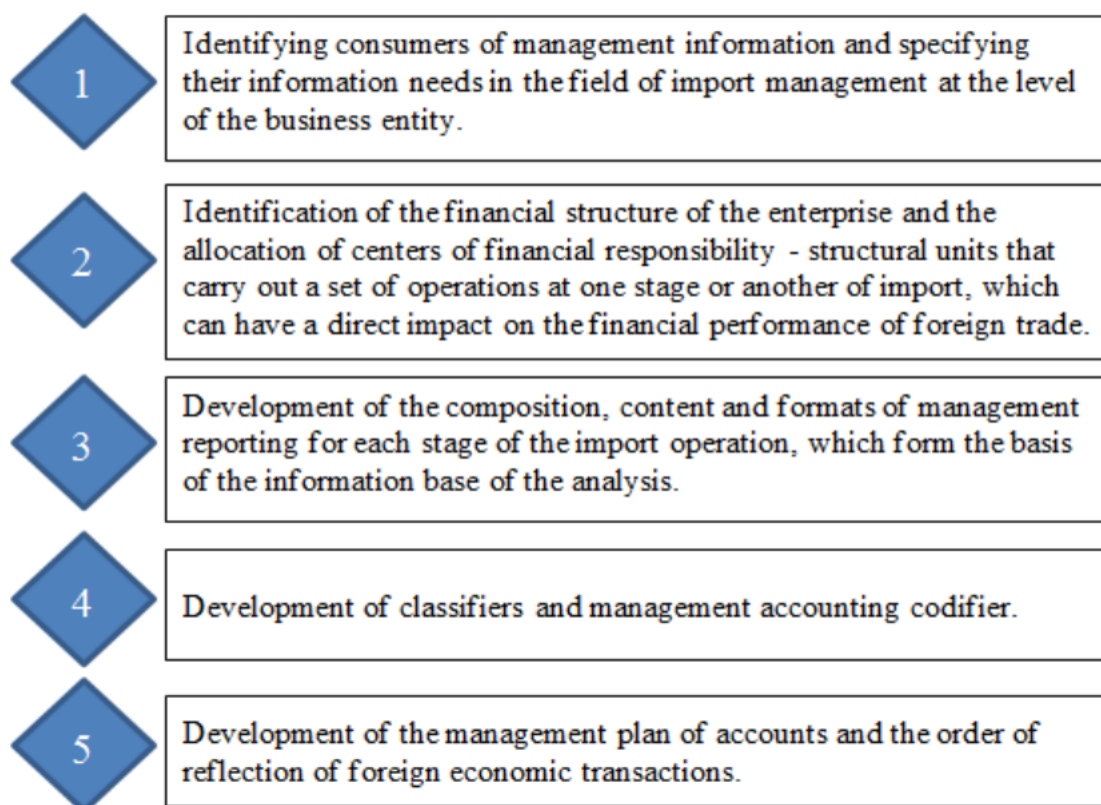 1
Identifying consumers of management information and specifying
their information needs in the field of import management at the level
of the business entity.
2
Identification of the financial structure of the enterprise and the
allocation of centers of financial responsibility - structural units that
carry out a set of operations at one stage or another of import, which
can have a direct impact on the financial performance of foreign trade.
3
Development of the composition, content and formats of management
reporting for each stage of the import operation, which form the basis
of the information base of the analysis.
4
Development of classifiers and management accounting codifier.
5
Development of the management plan of accounts and the order of
reflection of foreign economic transactions.